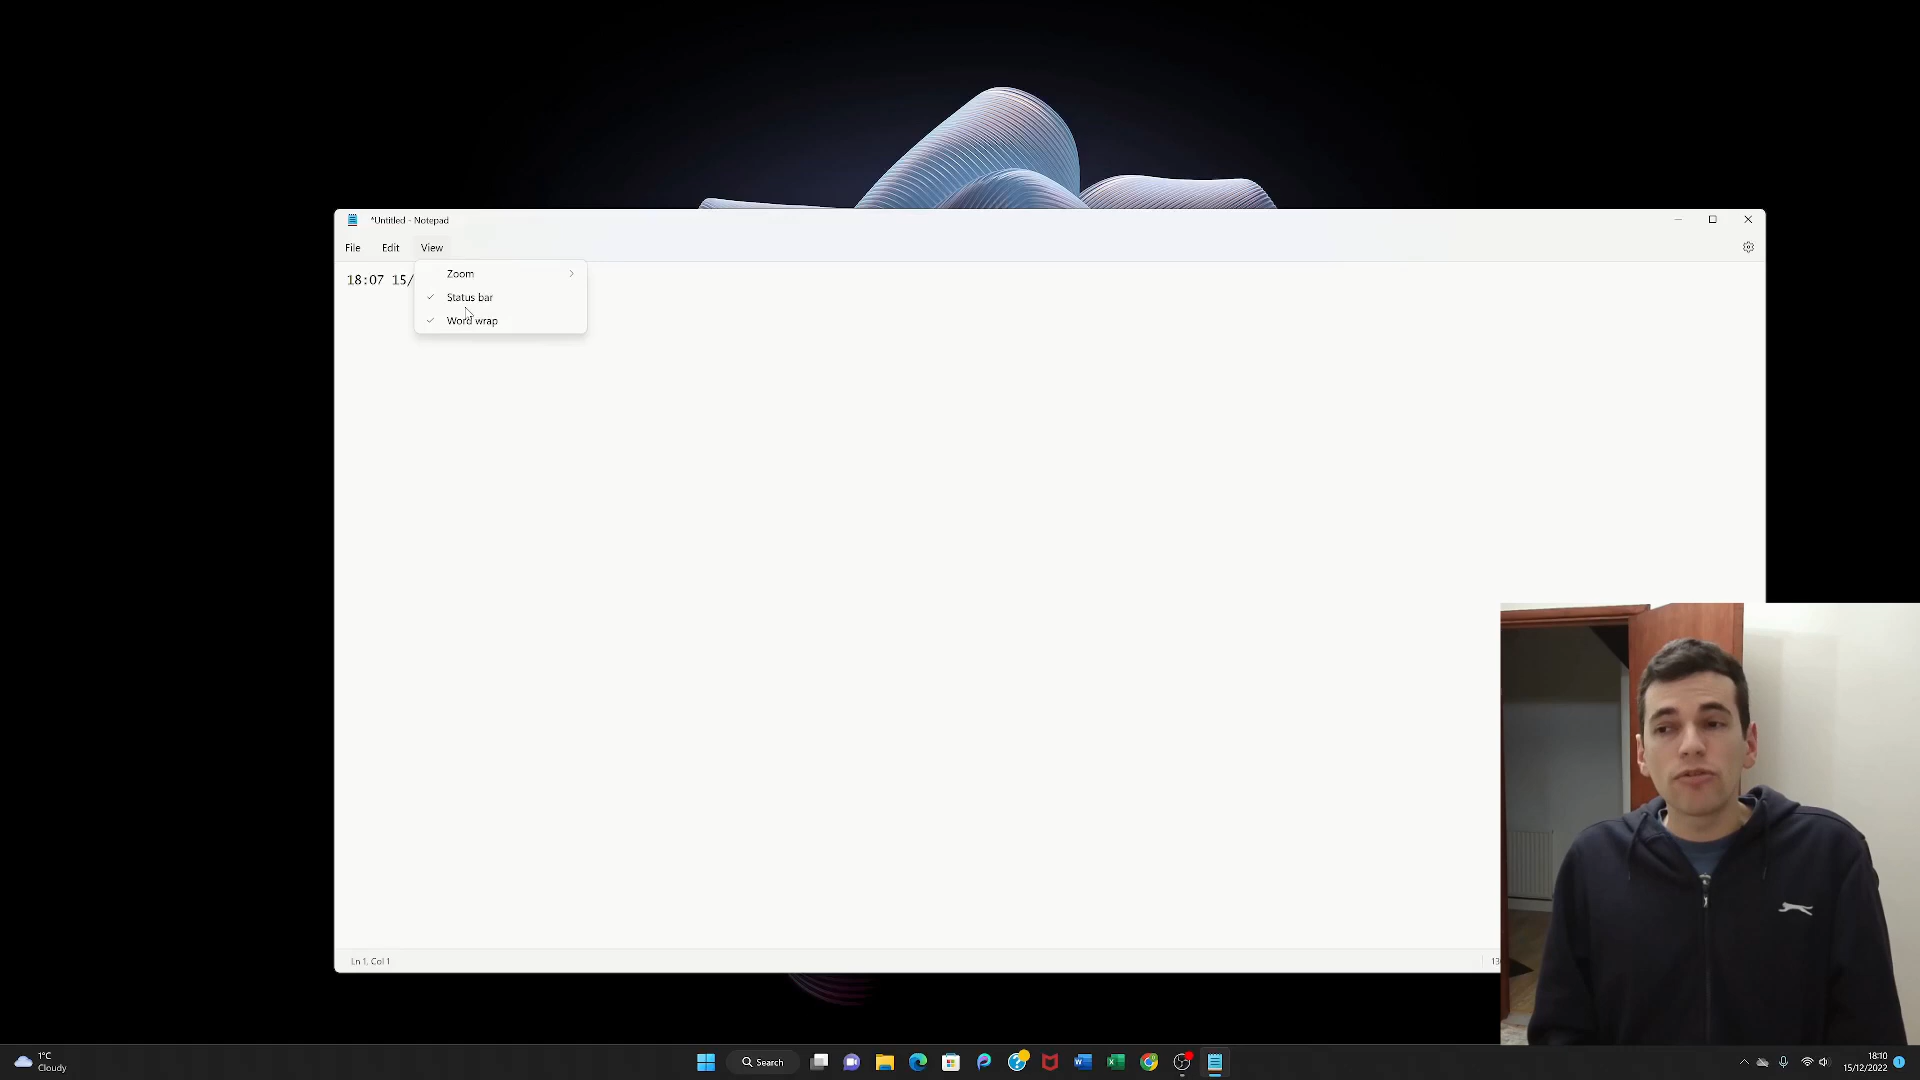 *Untitled - Notepad
File Edit View
18:07 15/
Zoom
Status bar
Word wrap
Ln 1, Col 1
1°C
Cloudy
Search
18:10
15/12/2022
1